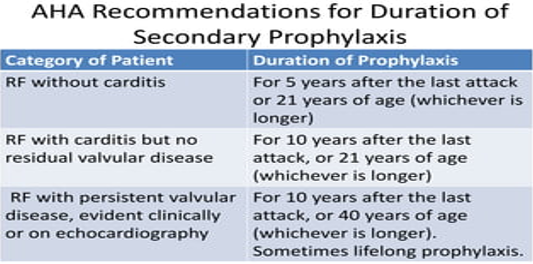 AHA Recommendations for Duration of
Secondary Prophylaxis
Category of Patient
Duration of Prophylaxis
RF without carditis
For 5 years after the last attack
or 21 years of age (whichever is
longer)
RF with carditis but no
residual valvular disease
For 10 years after the last
attack, or 21 years of age
(whichever is longer)
RF with persistent valvular
disease, evident clinically
or on echocardiography
For 10 years after the last
attack, or 40 years of age
(whichever is longer).
Sometimes lifelong prophylaxis.